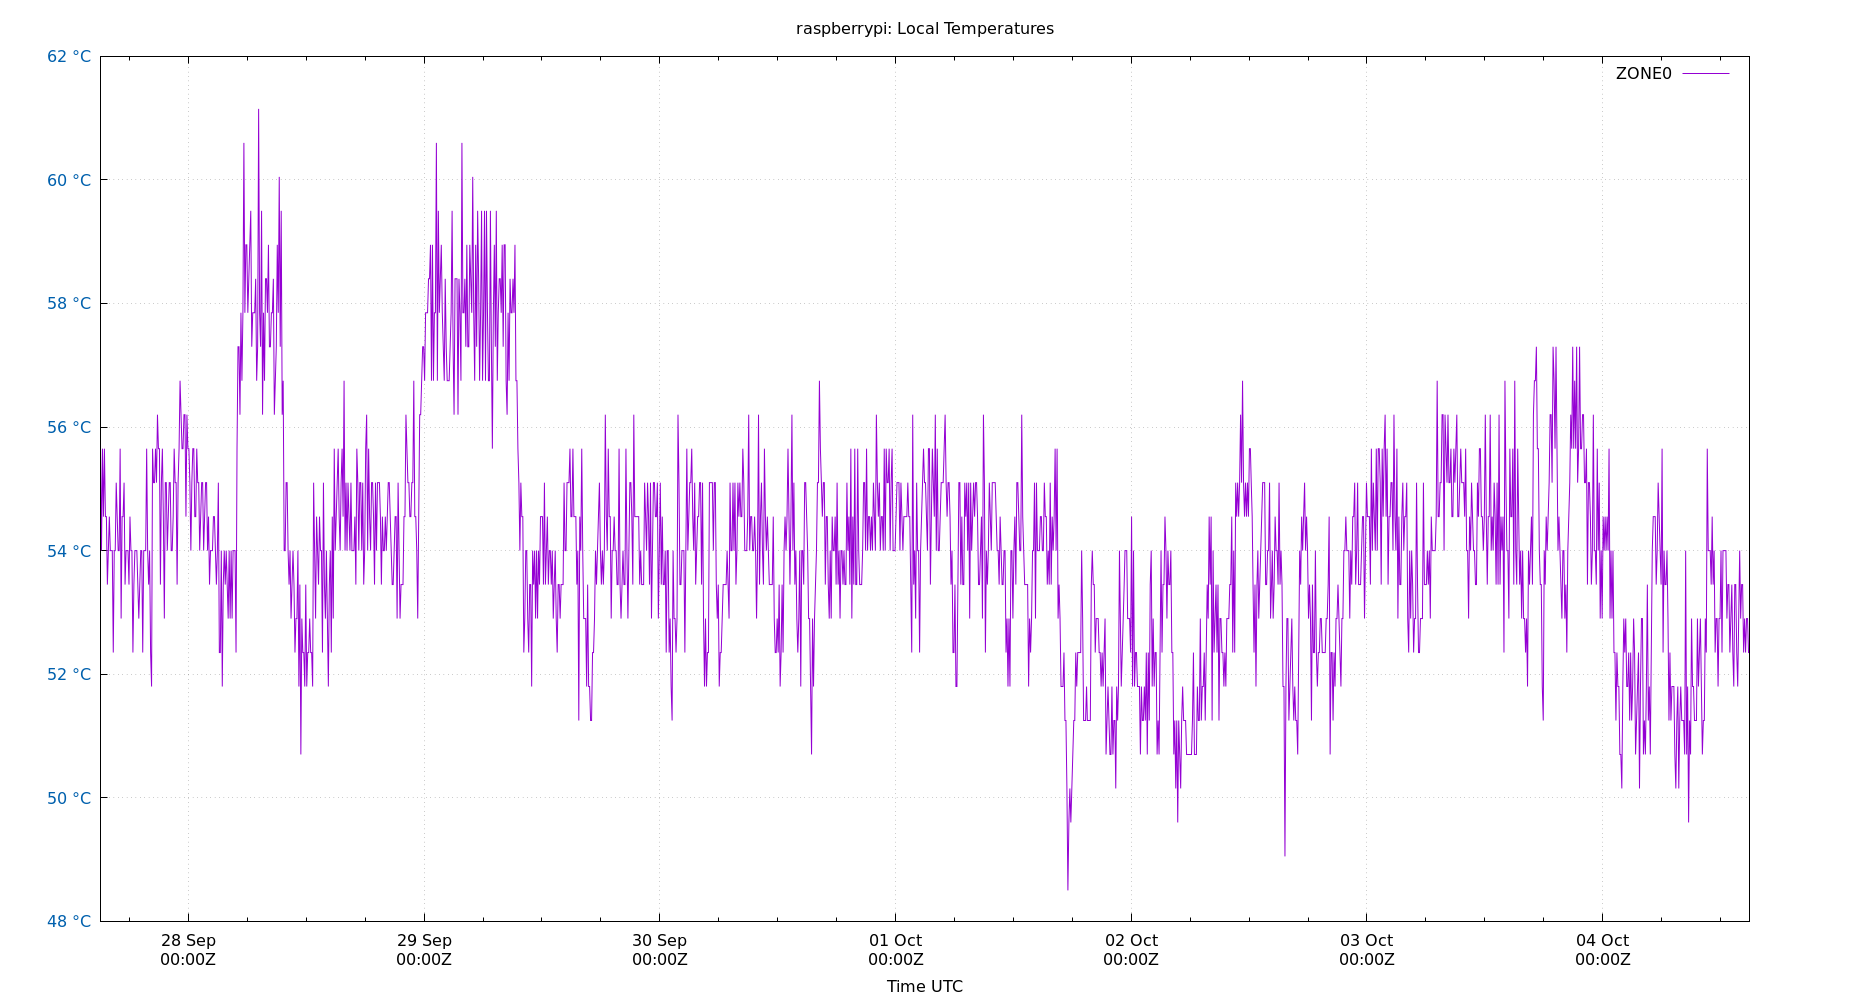 raspberrypi: Local Temperatures
62 °C
ZONE0
60 °C
58 °C
56 °C
54 °C
52 °C
50 °C
48 °C
28 Sep 29 Sep 30 Sep 01 Oct 02 Oct 03 Oct 04 Oct
00:00Z 00:00Z 00:00Z 00:00Z 00:00Z 00:00Z 00:00Z
Time UTC